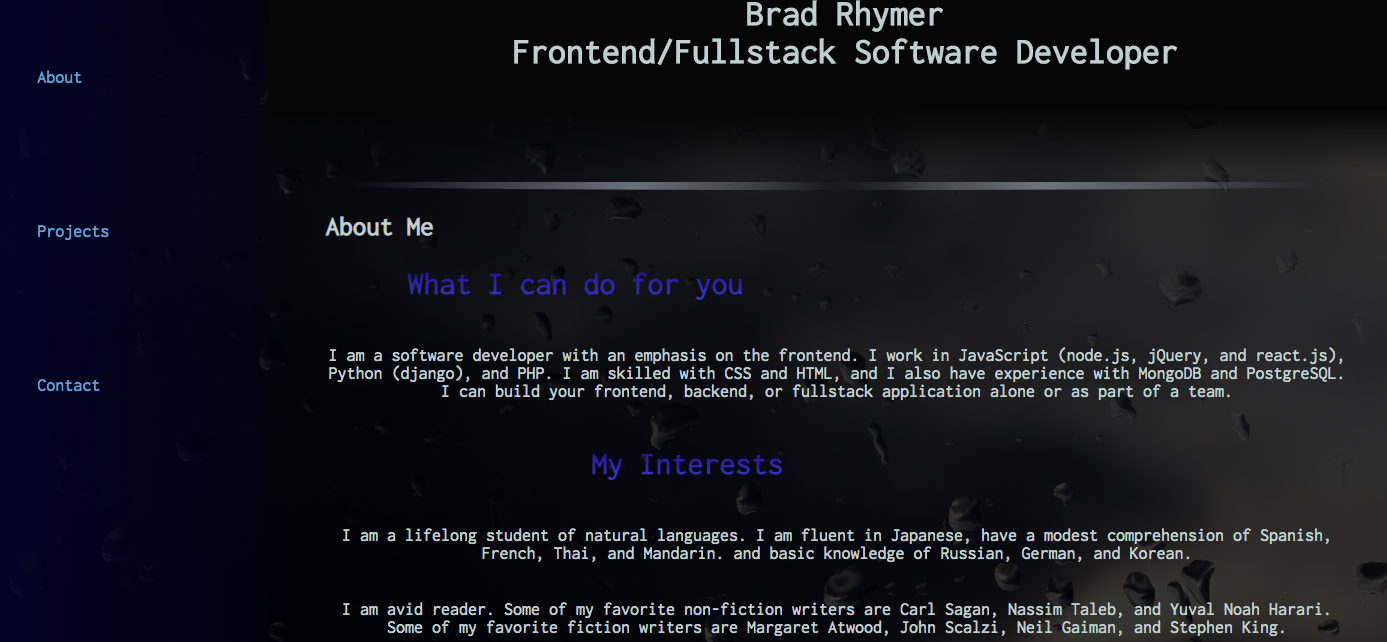 Brad Rhymer
Frontend/Fullstack Software Developer
About
Projects
Contact
About Me
What I can do for you
I am a software developer with an emphasis on the frontend. I work in JavaScript (node.js, jQuery, and react.js),
Python (django), and PHP. I am skilled with CSS and HTML, and I also have experience with MongoDB and PostgreSQL.
I can build your frontend, backend, or fullstack application alone or as part of a team.
My Interests
I am a lifelong student of natural languages. I am fluent in Japanese, have a modest comprehension of Spanish,
French, Thai, and Mandarin. and basic knowledge of Russian, German, and Korean.
I am avid reader. Some of my favorite non-fiction writers are Carl Sagan, Nassim Taleb, and Yuval Noah Harari.
Some of my favorite fiction writers are Margaret Atwood, John Scalzi, Neil Gaiman, and Stephen King.